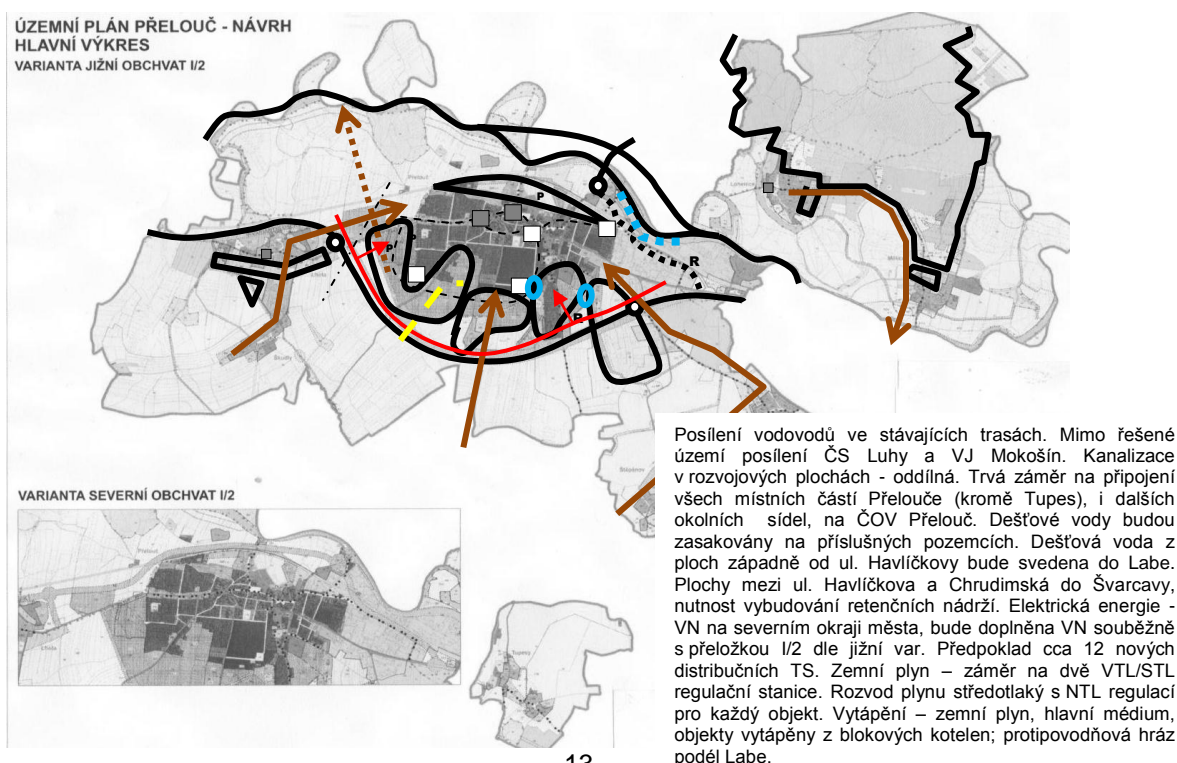 ÚZEMNÍ PLÁN PŘELOUČ - NÁVRH
HLAVNÍ VÝKRES
VARIANTA JIŽNÍ OBCHVAT I/2
P
P
R
P
Posílení vodovodů ve stávajících trasách. Mimo řešené
území posílení ČS Luhy a VJ Mokošín. Kanalizace
v rozvojových plochách - oddílná. Trvá záměr na připojení
všech místních částí Přelouče (kromě Tupes), i dalších
okolních sídel, na ČOV Přelouč. Dešťové vody budou
zasakovány na příslušných pozemcích. Dešťová voda z
ploch západně od ul. Havlíčkovy bude svedena do Labe.
Plochy mezi ul. Havlíčkova a Chrudimská do Švarcavy,
nutnost vybudování retenčních nádrží. Elektrická energie -
VN na severním okraji města, bude doplněna VN souběžně
s přeložkou I/2 dle jižní var. Předpoklad cca 12 nových
distribučních TS. Zemní plyn – záměr na dvě VTL/STL
regulační stanice. Rozvod plynu středotlaký s NTL regulací
pro každý objekt. Vytápění – zemní plyn, hlavní médium,
objekty vytápěny z blokových kotelen; protipovodňová hráz
podél Labe.
VARIANTA SEVERNÍ OBCHVAT I/2
13